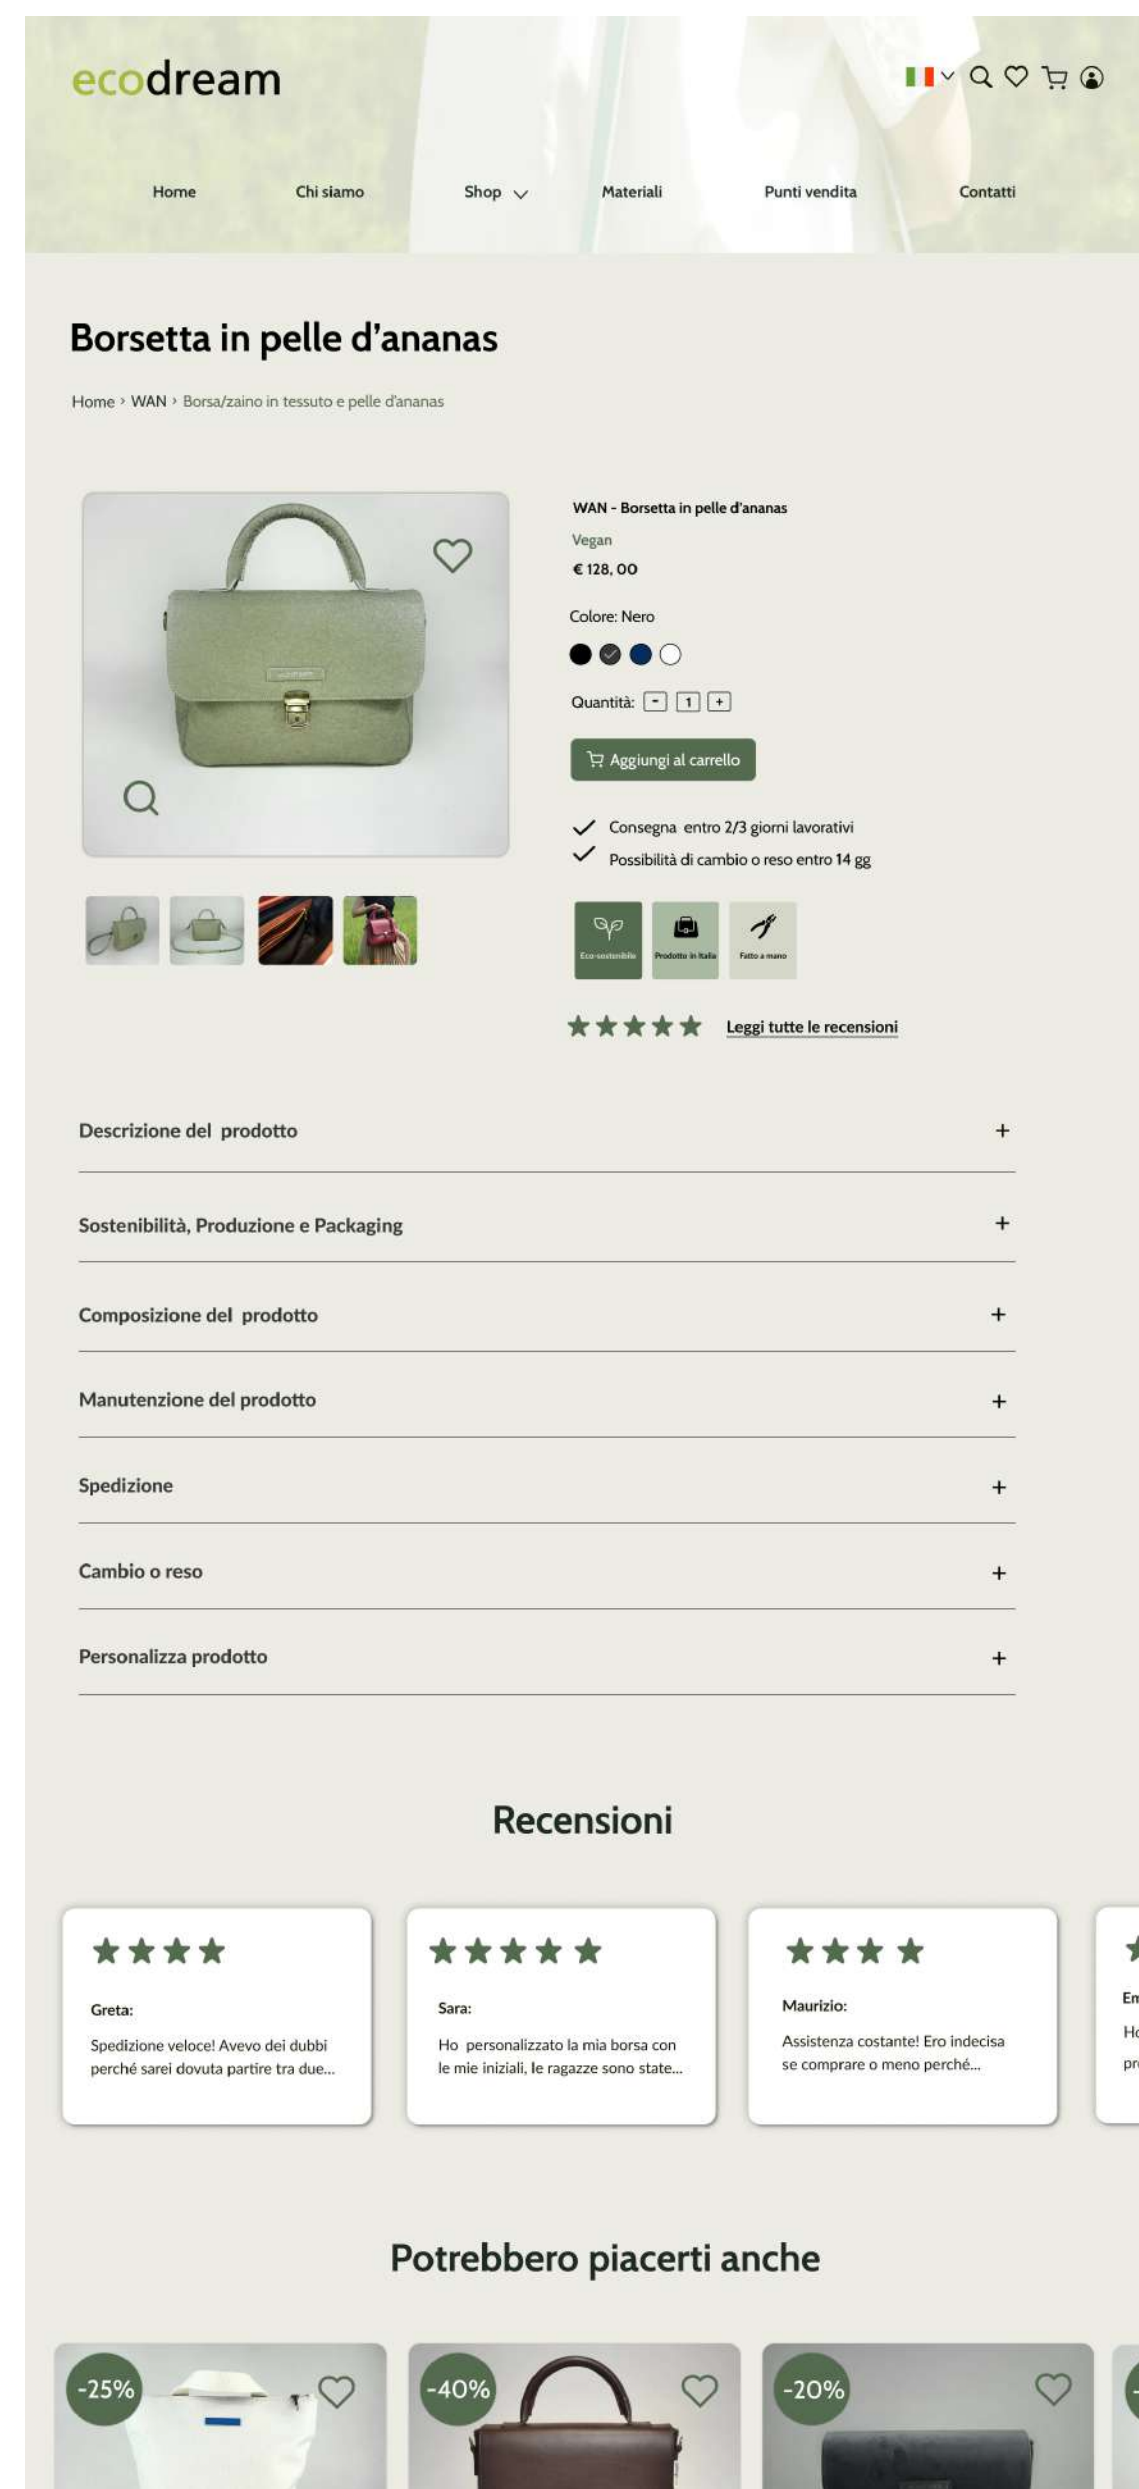 ecodream
Home Chi siamo Shop Materiali Punti vendita Contatti
Borsetta in pelle d'ananas
Home > WAN > Borsa/zaino in tessuto e pelle d'ananas
WAN - Borsetta in pelle d'ananas
Vegan
€ 128, 00
Colore: Nero
Quantità: - 1 +
Aggiungi al carrello
Consegna entro 2/3 giorni lavorativi
Possibilità di cambio o reso entro 14 gg
Eco-sostenibile Prodotto in Italia Fatto a mano
Leggi tutte le recensioni
Descrizione del prodotto +
Sostenibilità, Produzione e Packaging +
Composizione del prodotto +
Manutenzione del prodotto +
Spedizione +
Cambio o reso +
Personalizza prodotto +
Recensioni
Greta:
Spedizione veloce! Avevo dei dubbi
perché sarei dovuta partire tra due...
Sara:
Ho personalizzato la mia borsa con
le mie iniziali, le ragazze sono state...
Maurizio:
Assistenza costante! Ero indecisa
se comprare o meno perché...
Em
Ho
pr
Potrebbero piacerti anche
-25% -40% -20% -